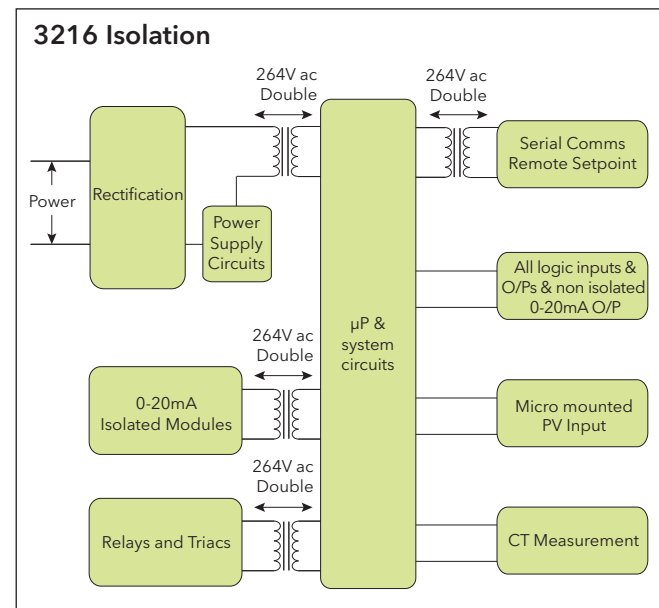 3216 Isolation
264V ac
Double
264V ac
Double
Power
Rectification
Power
Supply
Circuits
µP &
system
circuits
Serial Comms
Remote Setpoint
All logic inputs &
O/Ps & non isolated
0-20mA O/P
264V ac
Double
0-20mA
Isolated Modules
Micro mounted
PV Input
264V ac
Double
Relays and Triacs
CT Measurement